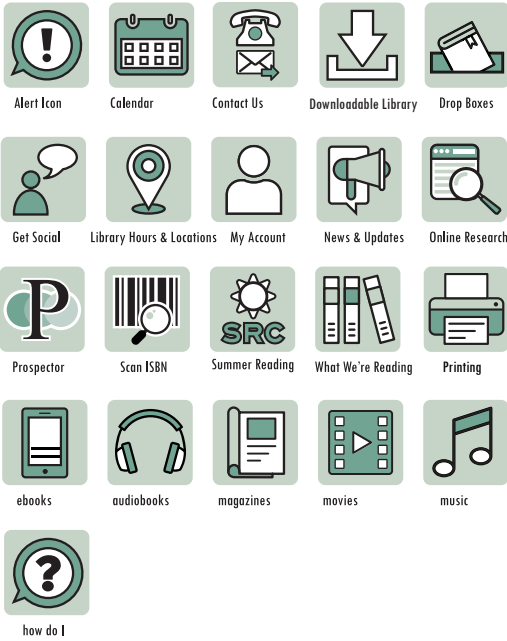 !
Alert Icon
Calendar
Contact Us
Downloadable Library
Drop Boxes
Get Social
Library Hours & Locations
My Account
News & Updates
Online Research
P
Prospector
Scan ISBN
SRC
Summer Reading
What We're Reading
Printing
ebooks
audiobooks
magazines
movies
music
?
how do I